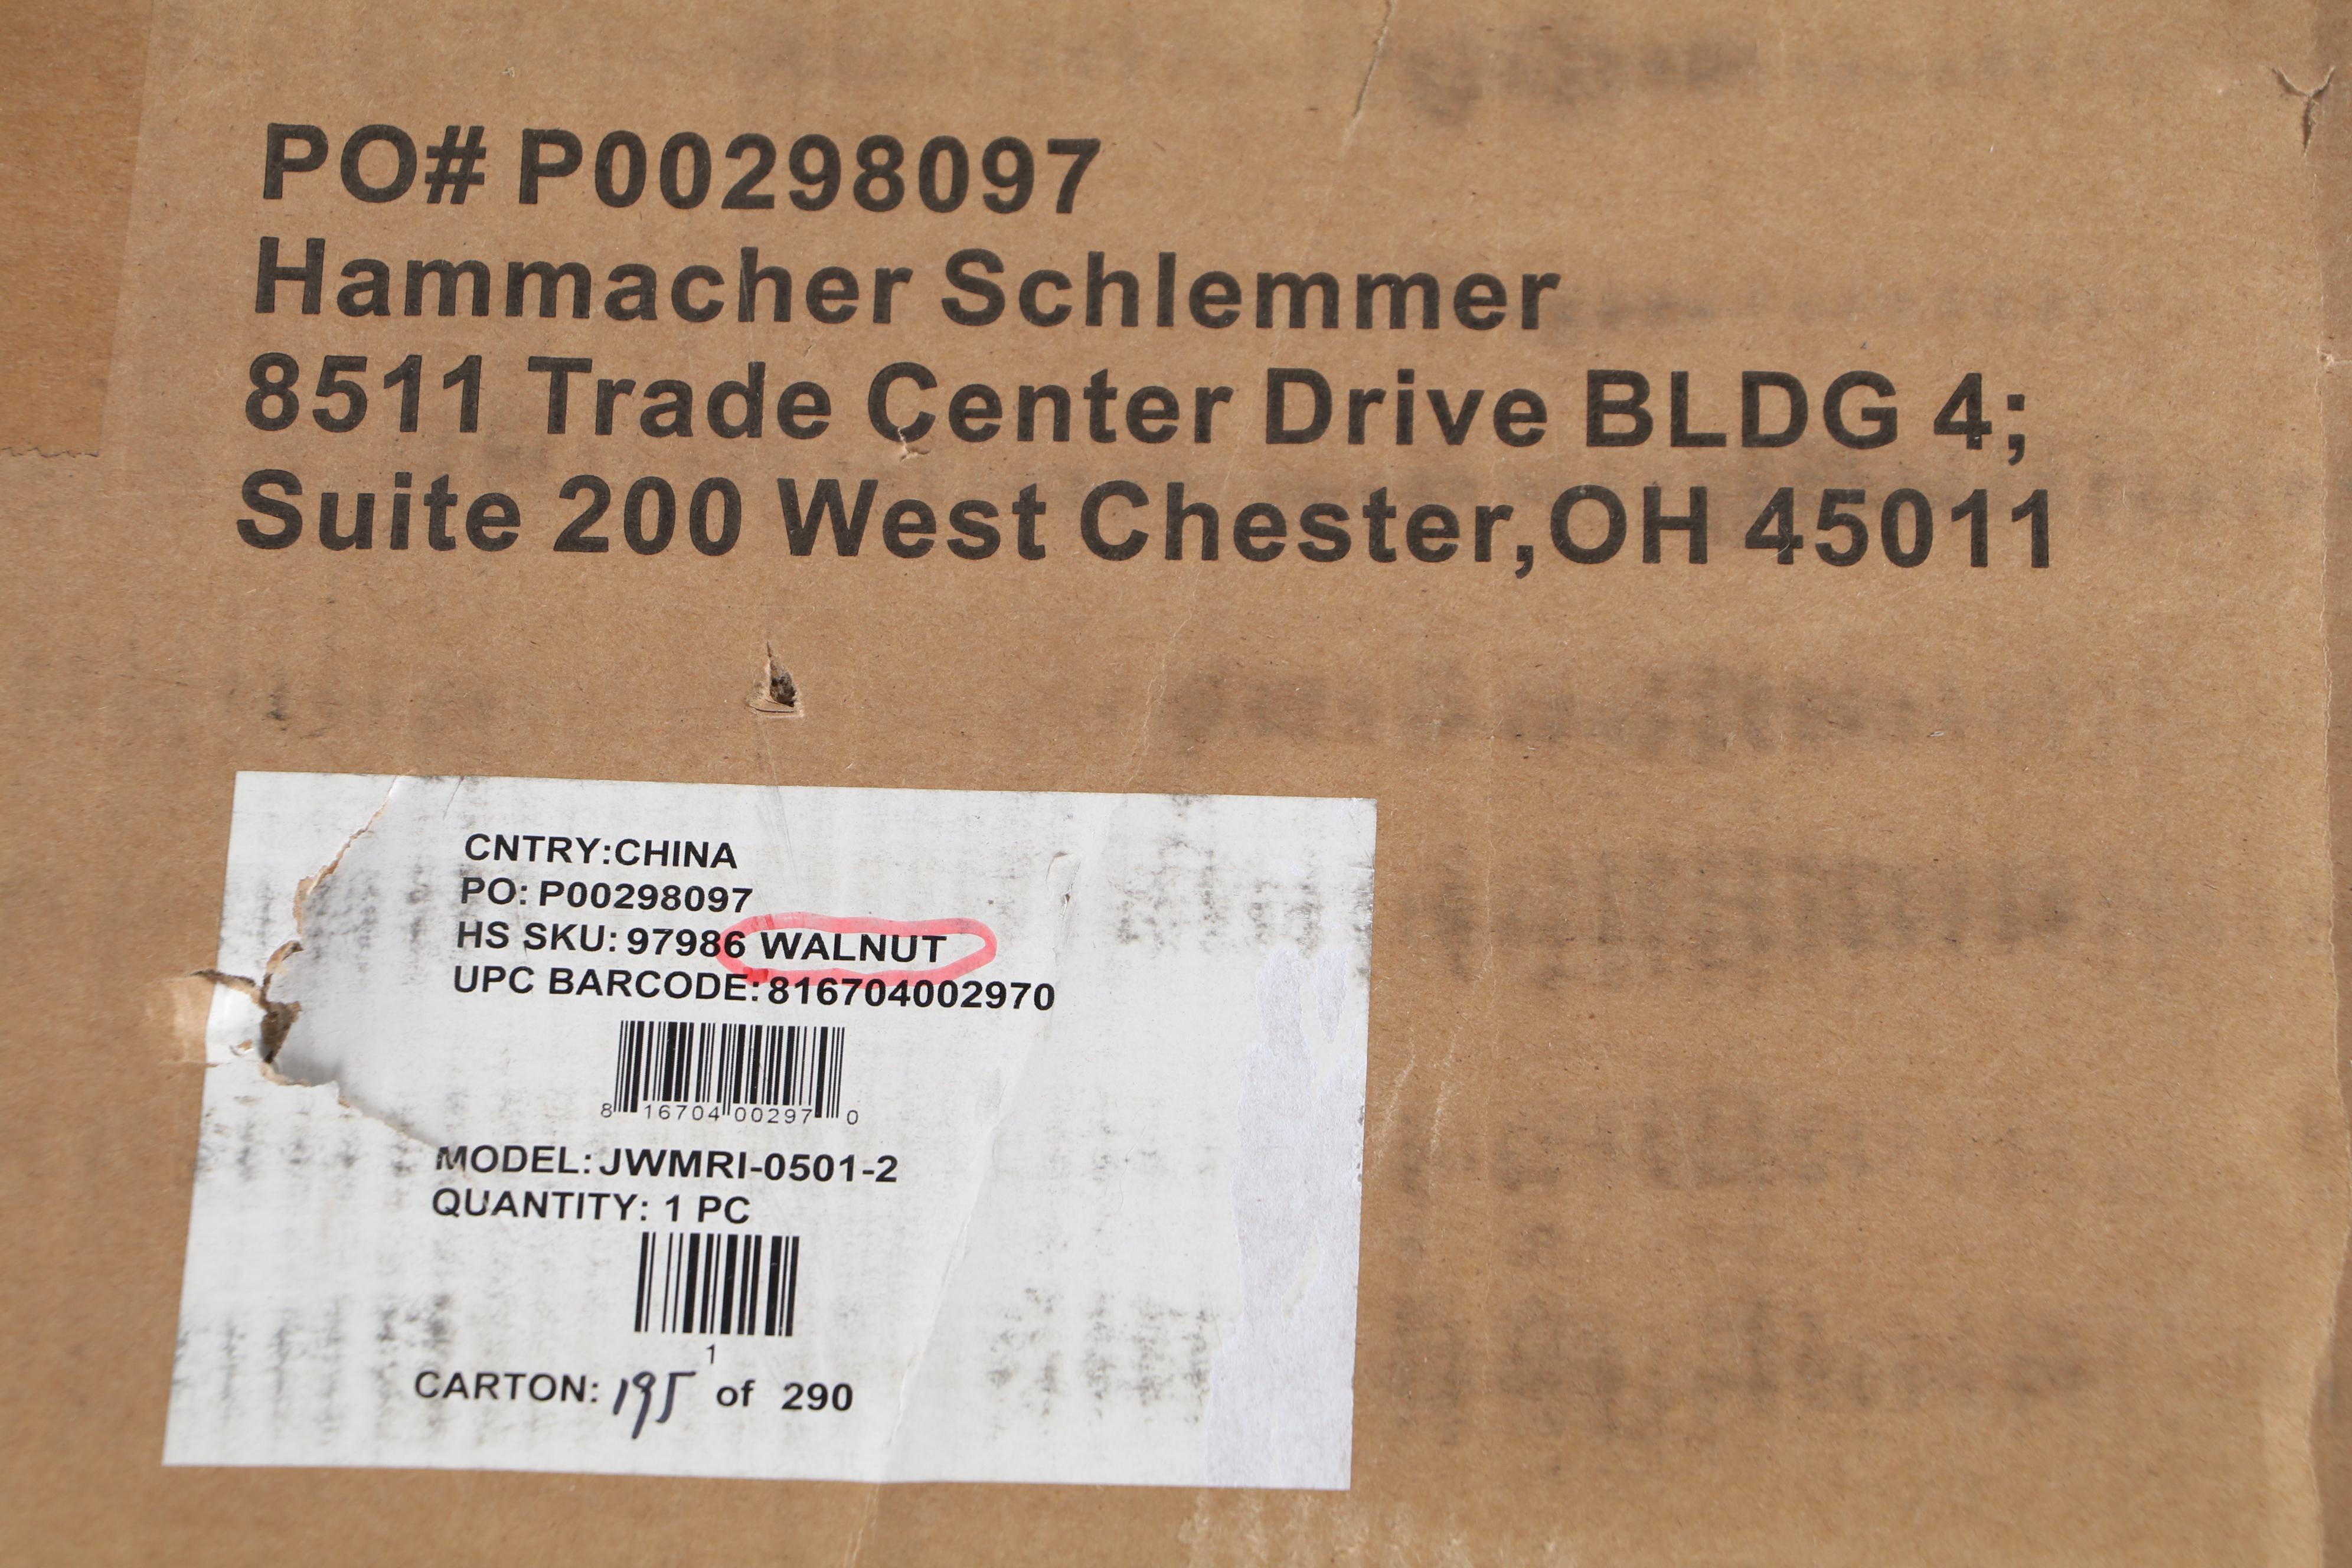 PO# P00298097
Hammacher Schlemmer
8511 Trade Center Drive BLDG 4;
Suite 200 West Chester,OH 45011
CNTRY:CHINA
PO: P00298097
HS SKU: 97986 WALNUT
UPC BARCODE: 816704002970
8 16704 00297 0
MODEL: JWMRI-0501-2
QUANTITY: 1 PC
1
CARTON: 195 of 290